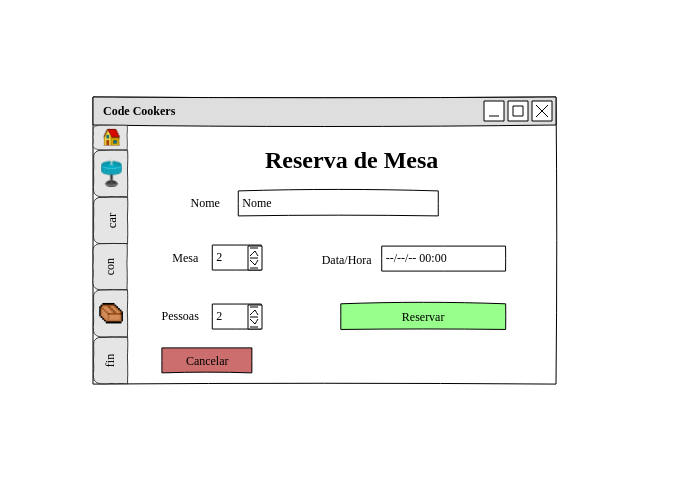 Code Cookers
Reserva de Mesa
Nome Nome
car
Mesa 2 Data/Hora --/--/-- 00:00
con
Pessoas 2 Reservar
fin
Cancelar